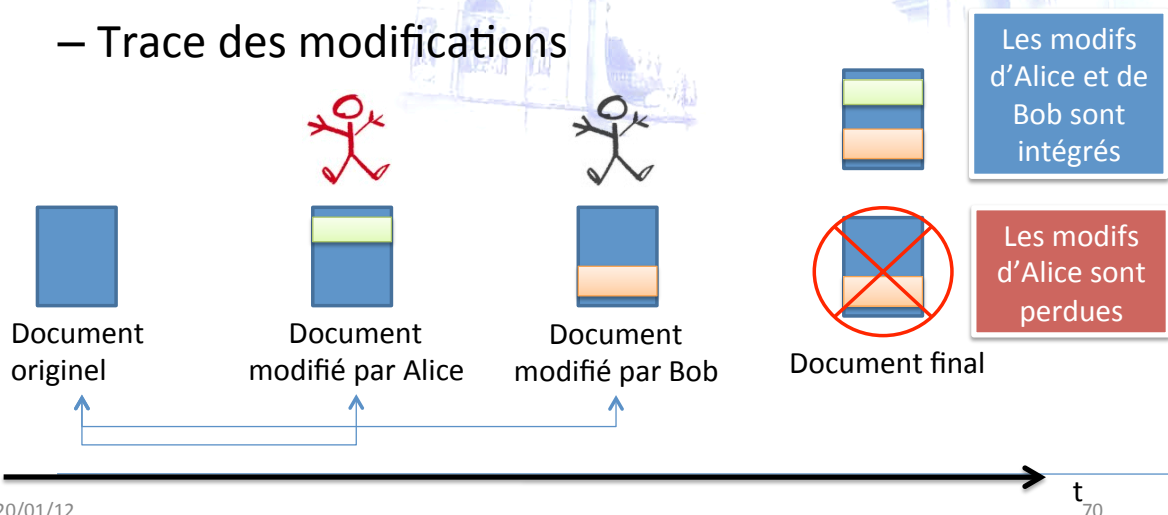 – Trace des modifications
Les modifs
d’Alice et de
Bob sont
intégrés
Les modifs
d’Alice sont
perdues
Document
originel
Document
modifié par Alice
Document
modifié par Bob
Document final
t
20/01/12
70